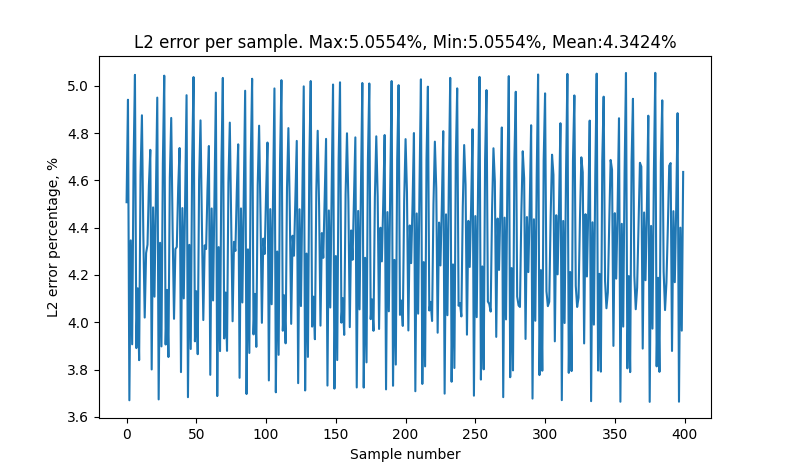 L2 error per sample. Max:5.0554%, Min:5.0554%, Mean:4.3424%
5.0
4.8
4.6
4.4
4.2
4.0
3.8
3.6
L2 error percentage, %
0 50 100 150 200 250 300 350 400
Sample number